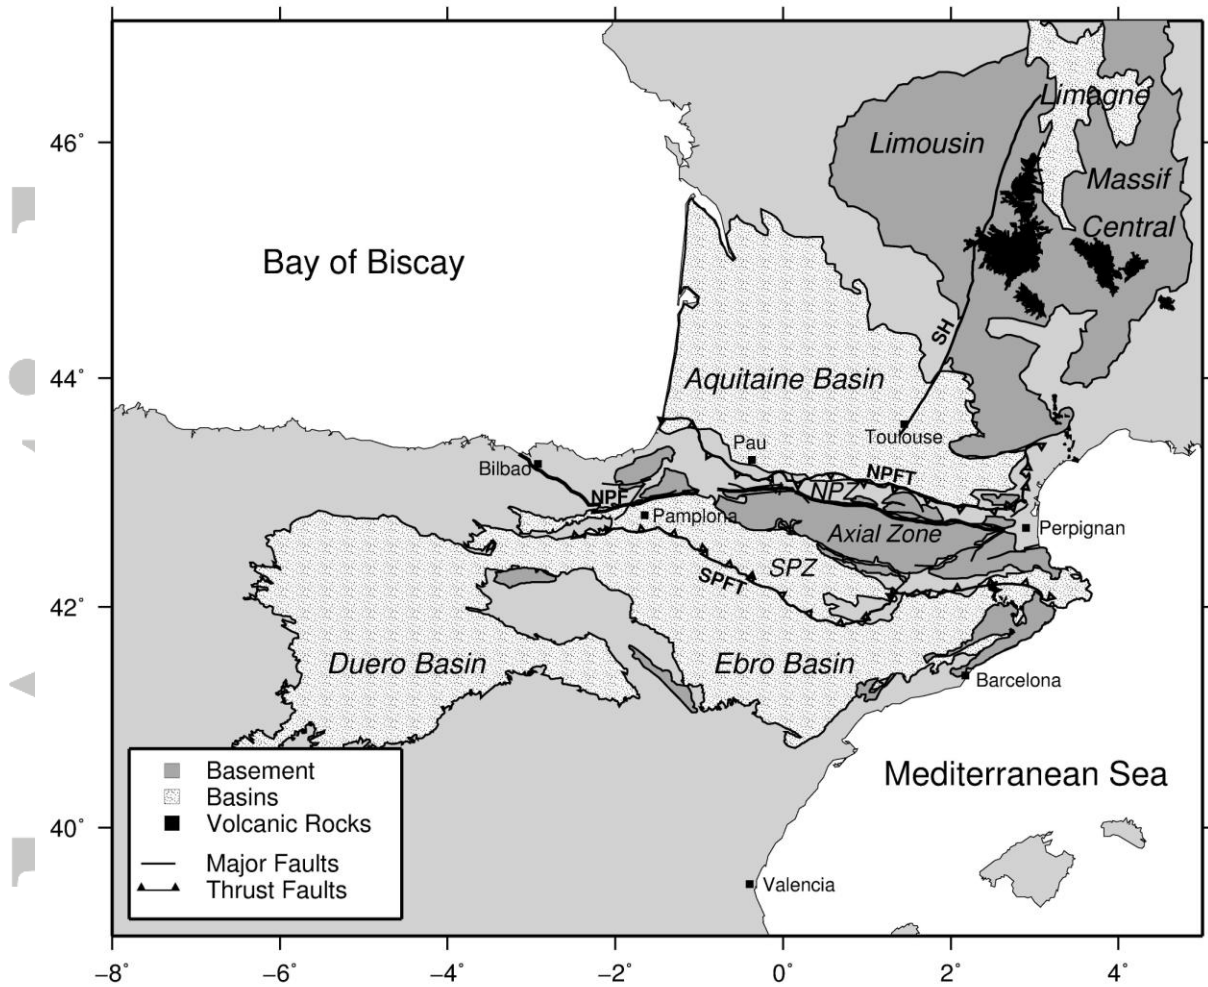 Limagne
46°
Limousin
Massif
Central
Bay of Biscay
SH
44°
Aquitaine Basin
Pau
Toulouse
Bilbao
NPFT
NPF
NPZ
Pamplona
Axial Zone
Perpignan
SPZ
SPFT
42°
Duero Basin
Ebro Basin
Barcelona
Basement
Basins
Volcanic Rocks
Major Faults
Thrust Faults
Mediterranean Sea
40°
Valencia
−8°
−6°
−4°
−2°
0°
2°
4°